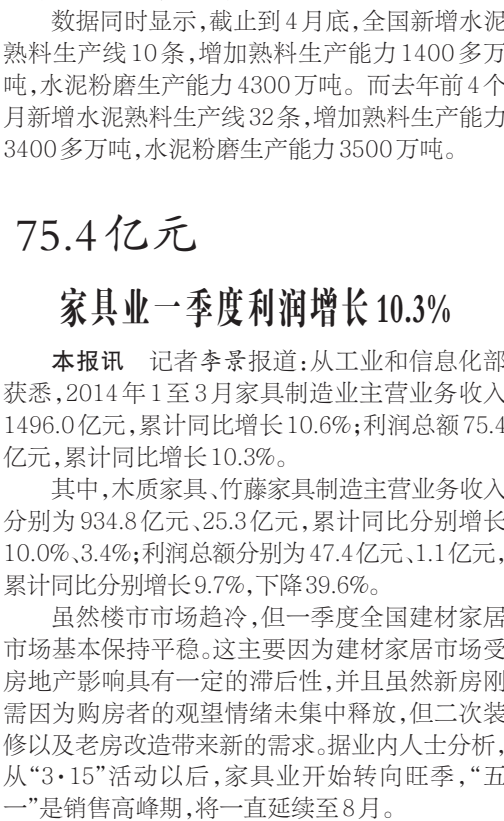 数据同时显示,截止到4月底,全国新增水泥
熟料生产线10条,增加熟料生产能力1400多万
吨,水泥粉磨生产能力4300万吨。而去年前4个
月新增水泥熟料生产线32条,增加熟料生产能力
3400多万吨,水泥粉磨生产能力3500万吨。
75.4亿元
家具业一季度利润增长10.3%
本报讯 记者李景报道:从工业和信息化部
获悉,2014年1至3月家具制造业主营业务收入
1496.0亿元,累计同比增长10.6%;利润总额75.4
亿元,累计同比增长10.3%。
其中,木质家具、竹藤家具制造主营业务收入
分别为934.8亿元、25.3亿元,累计同比分别增长
10.0%、3.4%;利润总额分别为47.4亿元、1.1亿元,
累计同比分别增长9.7%,下降39.6%。
虽然楼市市场趋冷,但一季度全国建材家居
市场基本保持平稳。这主要因为建材家居市场受
房地产影响具有一定的滞后性,并且虽然新房刚
需因为购房者的观望情绪未集中释放,但二次装
修以及老房改造带来新的需求。据业内人士分析,
从“3·15”活动以后,家具业开始转向旺季,“五
一”是销售高峰期,将一直延续至8月。